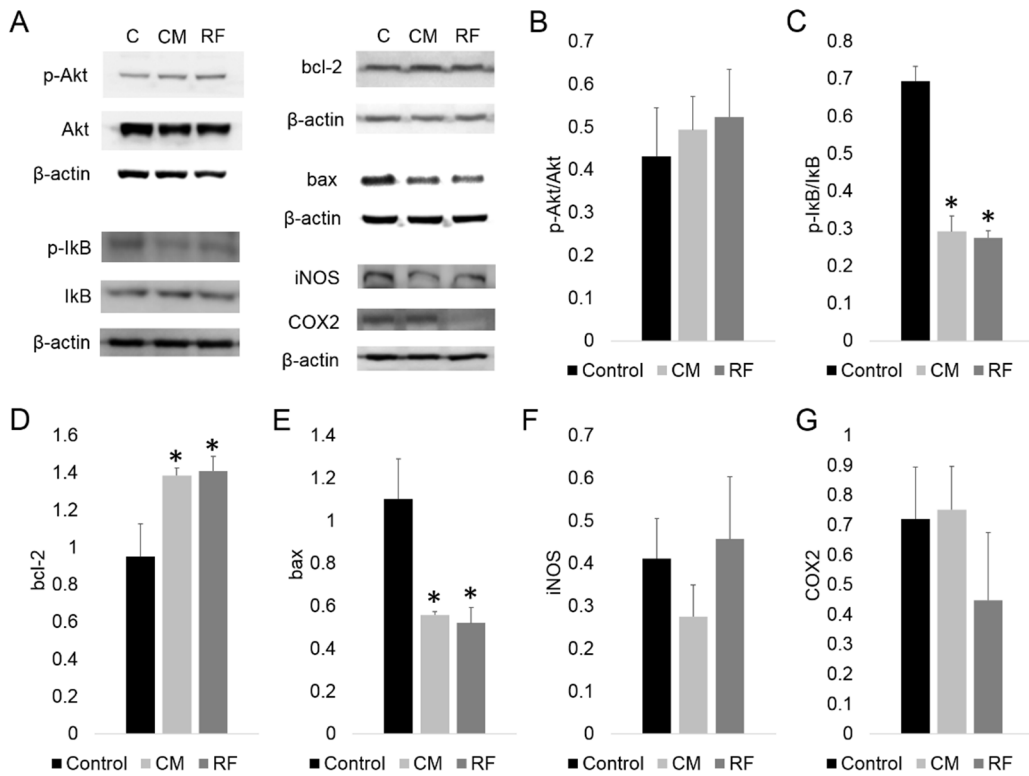 A
C CM RF
p-Akt
Akt
β-actin
p-IkB
IkB
β-actin
C CM RF
bcl-2
β-actin
bax
β-actin
iNOS
COX2
β-actin
B
p-Akt/Akt
0.7
0.6
0.5
0.4
0.3
0.2
0.1
0
Control CM RF
C
p-IκB/IκB
0.8
0.7
0.6
0.5
0.4
0.3
0.2
0.1
0
* *
Control CM RF
D
bcl-2
1.6
1.4
1.2
1
0.8
0.6
0.4
0.2
0
* *
Control CM RF
E
bax
1.4
1.2
1
0.8
0.6
0.4
0.2
0
* *
Control CM RF
F
iNOS
0.7
0.6
0.5
0.4
0.3
0.2
0.1
0
Control CM RF
G
COX2
1
0.9
0.8
0.7
0.6
0.5
0.4
0.3
0.2
0.1
0
Control CM RF